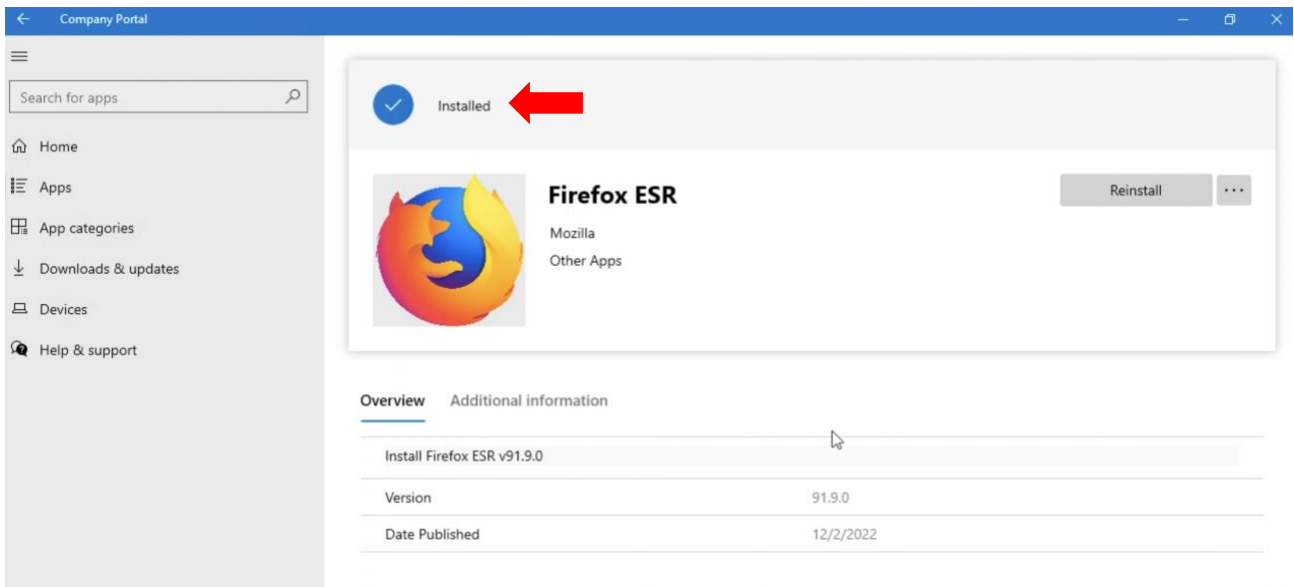 Company Portal
Search for apps
Home
Apps
App categories
Downloads & updates
Devices
Help & support
Installed
Firefox ESR
Mozilla
Other Apps
Reinstall
Overview Additional information
Install Firefox ESR v91.9.0
Version 91.9.0
Date Published 12/2/2022